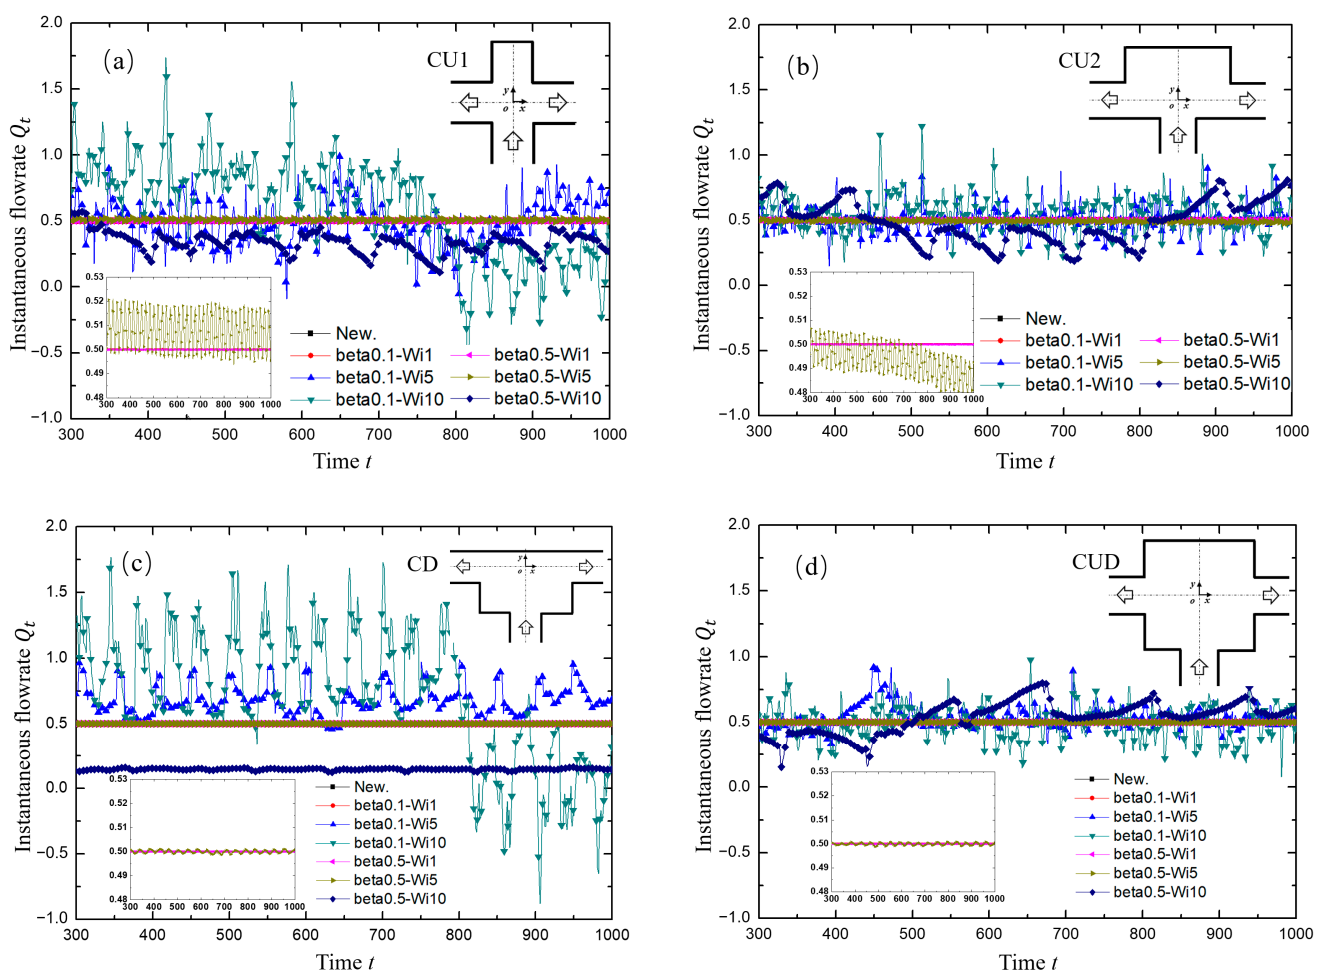 (a)
CU1
y
o
x
Instantaneous flowrate Qt
2.0
1.5
1.0
0.5
0.0
−0.5
−1.0
0.53
0.52
0.51
0.50
0.49
0.48
300 400 500 600 700 800 900 1000
New.
beta0.1-Wi1
beta0.1-Wi5
beta0.1-Wi10
beta0.5-Wi1
beta0.5-Wi5
beta0.5-Wi10
300 400 500 600 700 800 900 1000
Time t
(b)
CU2
y
o
x
Instantaneous flowrate Qt
2.0
1.5
1.0
0.5
0.0
−0.5
−1.0
0.53
0.52
0.51
0.50
0.49
0.48
300 400 500 600 700 800 900 1000
New.
beta0.1-Wi1
beta0.1-Wi5
beta0.1-Wi10
beta0.5-Wi1
beta0.5-Wi5
beta0.5-Wi10
300 400 500 600 700 800 900 1000
Time t
(c)
CD
y
o
x
Instantaneous flowrate Qt
2.0
1.5
1.0
0.5
0.0
−0.5
−1.0
0.53
0.52
0.51
0.50
0.49
0.48
300 400 500 600 700 800 900 1000
New.
beta0.1-Wi1
beta0.1-Wi5
beta0.1-Wi10
beta0.5-Wi1
beta0.5-Wi5
beta0.5-Wi10
300 400 500 600 700 800 900 1000
Time t
(d)
CUD
y
o
x
Instantaneous flowrate Qt
2.0
1.5
1.0
0.5
0.0
−0.5
−1.0
0.53
0.52
0.51
0.50
0.49
0.48
300 400 500 600 700 800 900 1000
New.
beta0.1-Wi1
beta0.1-Wi5
beta0.1-Wi10
beta0.5-Wi1
beta0.5-Wi5
beta0.5-Wi10
300 400 500 600 700 800 900 1000
Time t